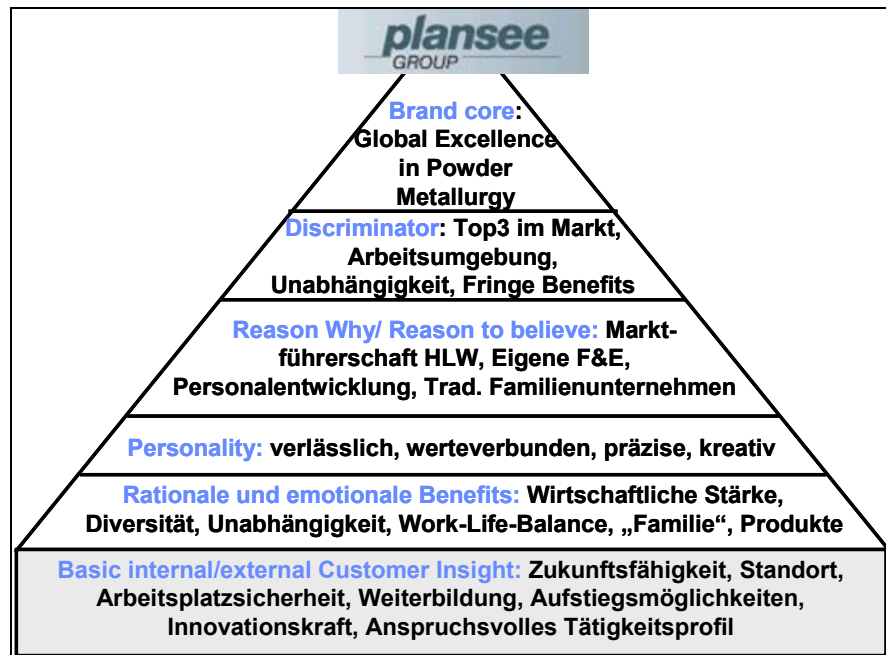 plansee
GROUP
Brand core:
Global Excellence
in Powder
Metallurgy
Discriminator: Top3 im Markt,
Arbeitsumgebung,
Unabhängigkeit, Fringe Benefits
Reason Why/ Reason to believe: Markt-
führerschaft HLW, Eigene F&E,
Personalentwicklung, Trad. Familienunternehmen
Personality: verlässlich, werteverbunden, präzise, kreativ
Rationale und emotionale Benefits: Wirtschaftliche Stärke,
Diversität, Unabhängigkeit, Work-Life-Balance, „Familie“, Produkte
Basic internal/external Customer Insight: Zukunftsfähigkeit, Standort,
Arbeitsplatzsicherheit, Weiterbildung, Aufstiegsmöglichkeiten,
Innovationskraft, Anspruchsvolles Tätigkeitsprofil